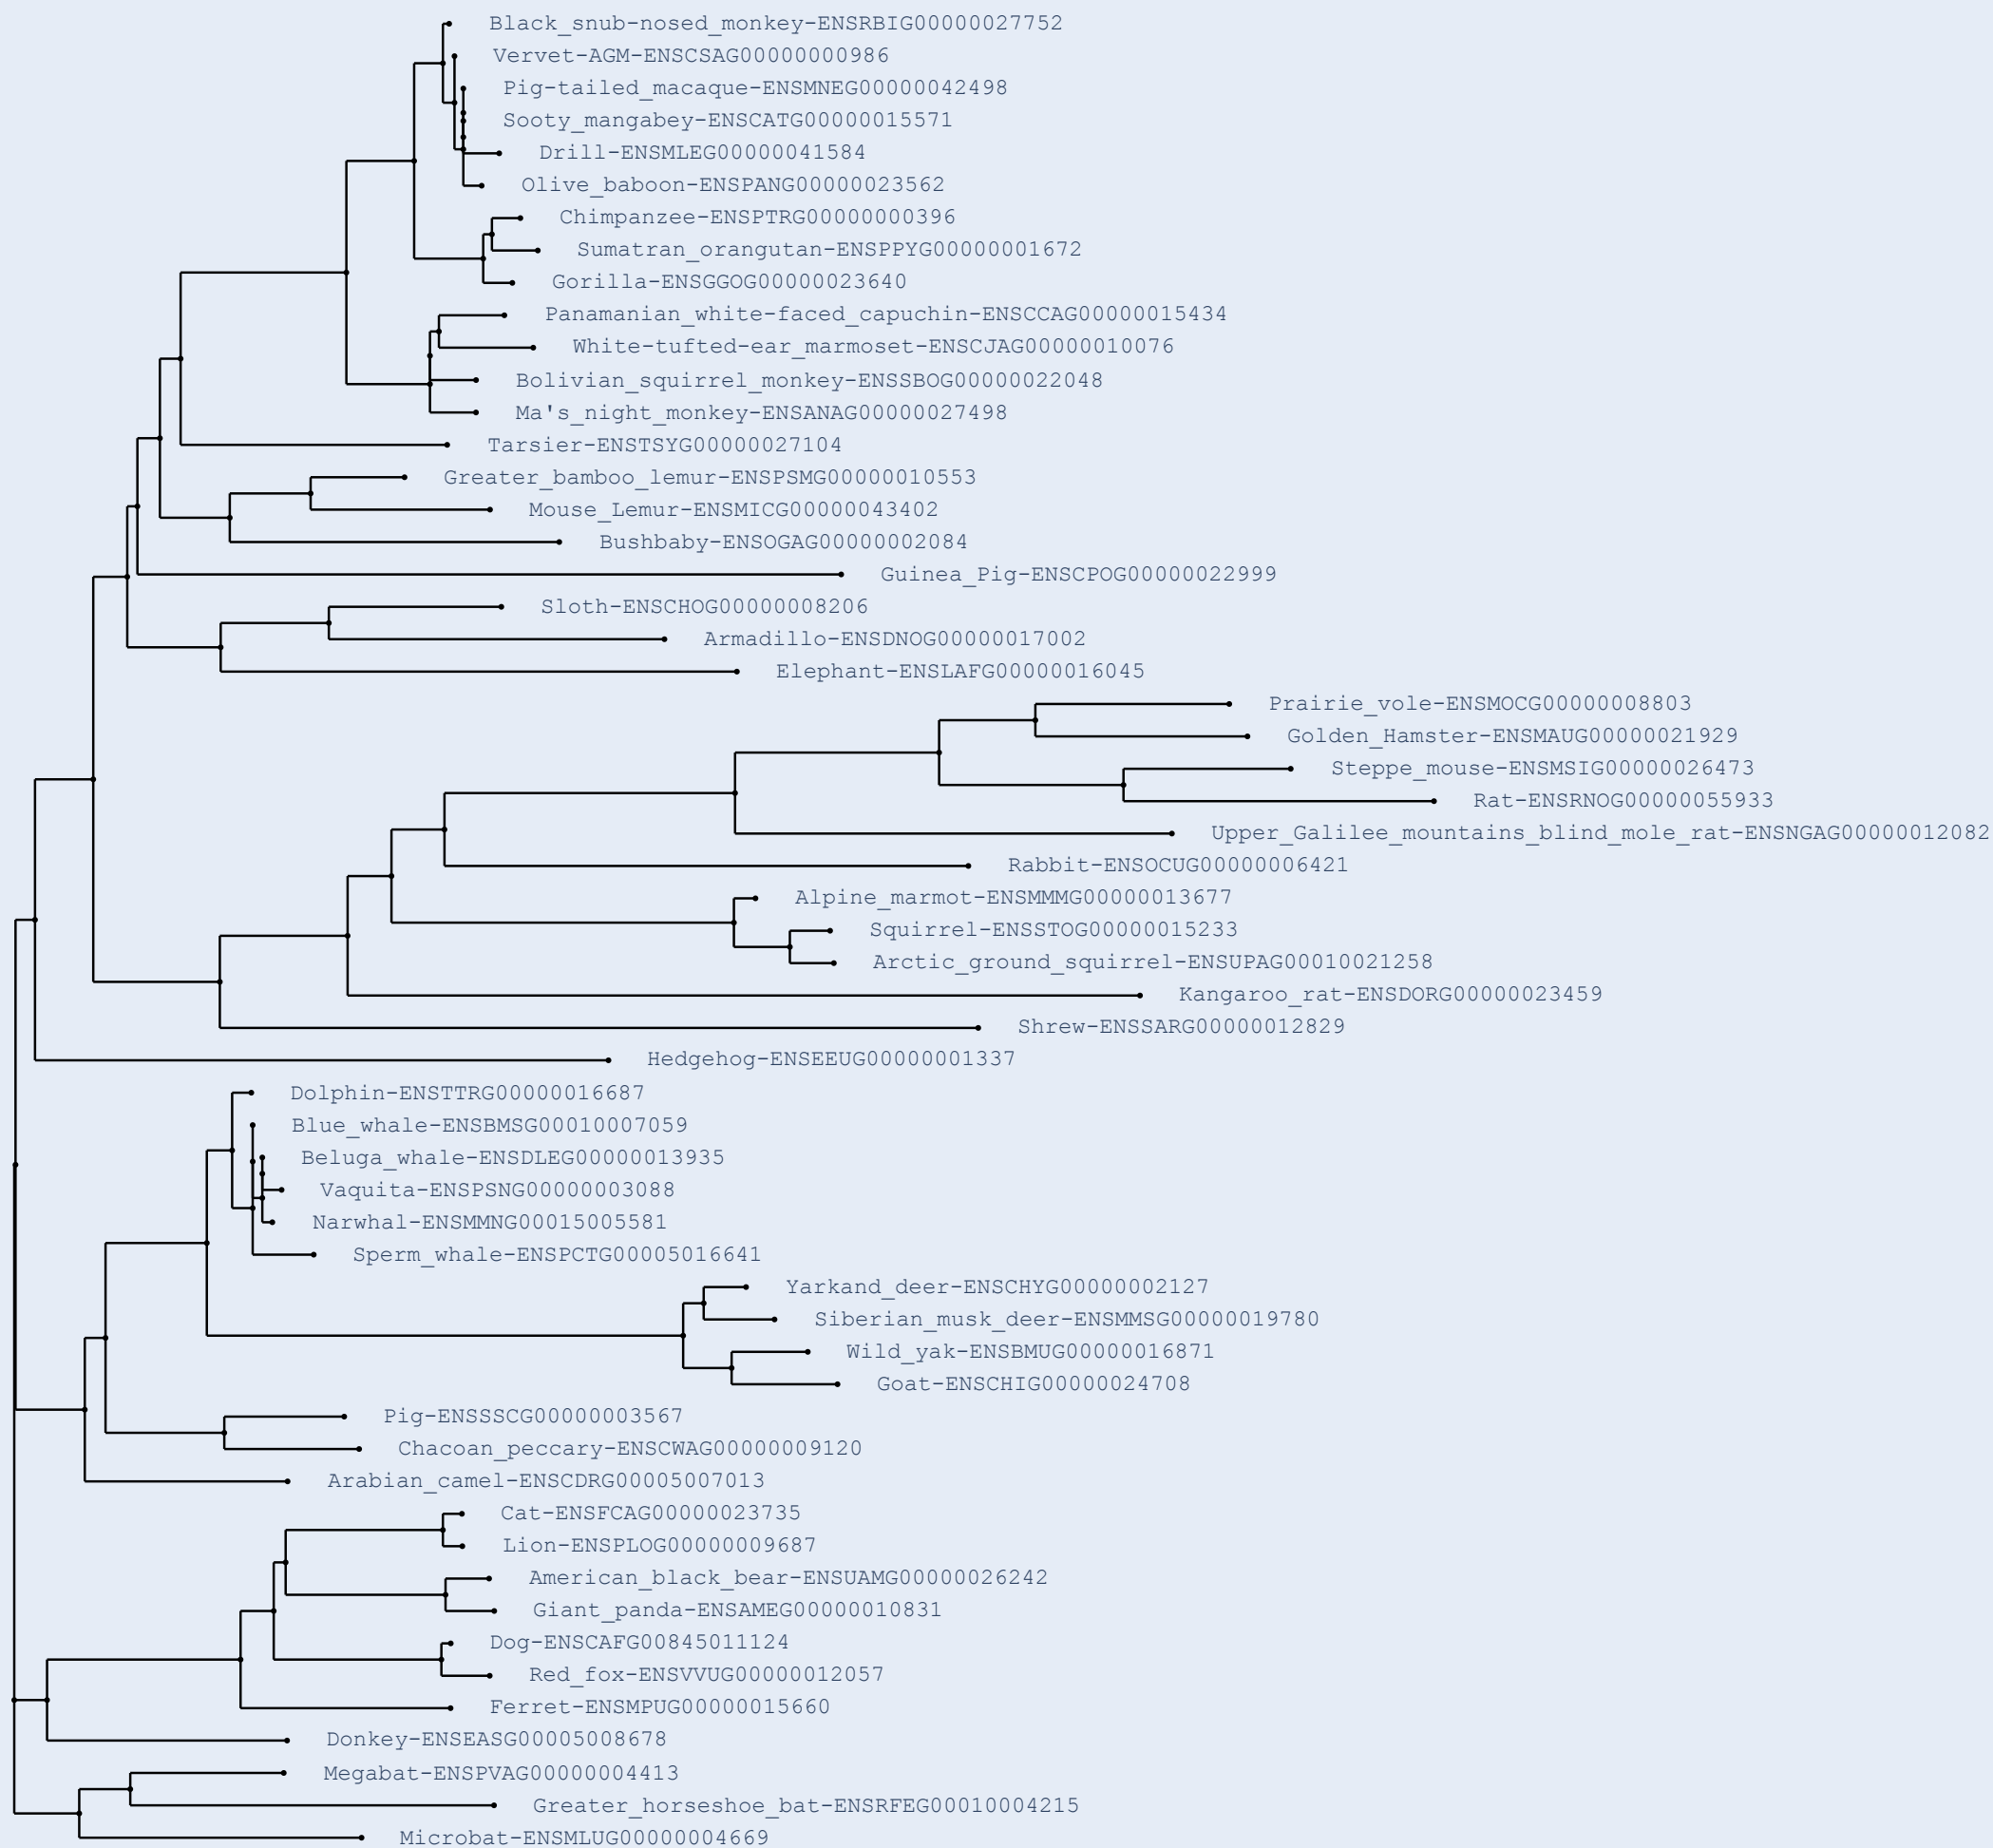 Black_snub-nosed_monkey-ENSRBIG00000027752
Vervet-AGM-ENSCSAG00000000986
Pig-tailed_macaque-ENSMNEG00000042498
Sooty_mangabey-ENSCATG00000015571
Drill-ENSMLEG00000041584
Olive_baboon-ENSPANG00000023562
Chimpanzee-ENSPTRG00000000396
Sumatran_orangutan-ENSPPYG00000001672
Gorilla-ENSGGOG00000023640
Panamanian_white-faced_capuchin-ENSCCAG00000015434
White-tufted-ear_marmoset-ENSCJAG00000010076
Bolivian_squirrel_monkey-ENSSBOG00000022048
Ma's_night_monkey-ENSANAG00000027498
Tarsier-ENSTSYG00000027104
Greater_bamboo_lemur-ENSPSMG00000010553
Mouse_Lemur-ENSMICG00000043402
Bushbaby-ENSOGAG00000002084
Guinea_Pig-ENSCPOG00000022999
Sloth-ENSCHOG00000008206
Armadillo-ENSDNOG00000017002
Elephant-ENSLAFG00000016045
Prairie_vole-ENSMOCG00000008803
Golden_Hamster-ENSMAUG00000021929
Steppe_mouse-ENSMSIG00000026473
Rat-ENSRNOG00000055933
Upper_Galilee_mountains_blind_mole_rat-ENSNGAG00000012082
Rabbit-ENSOCUG00000006421
Alpine_marmot-ENSMMMG00000013677
Squirrel-ENSSTOG00000015233
Arctic_ground_squirrel-ENSUPAG00010021258
Kangaroo_rat-ENSDORG00000023459
Shrew-ENSSARG00000012829
Hedgehog-ENSEEUG00000001337
Dolphin-ENSTTRG00000016687
Blue_whale-ENSBMSG00010007059
Beluga_whale-ENSDLEG00000013935
Vaquita-ENSPSNG00000003088
Narwhal-ENSMMNG00015005581
Sperm_whale-ENSPCTG00005016641
Yarkand_deer-ENSCHYG00000002127
Siberian_musk_deer-ENSMMSG00000019780
Wild_yak-ENSBMUG00000016871
Goat-ENSCHIG00000024708
Pig-ENSSSCG00000003567
Chacoan_peccary-ENSCWAG00000009120
Arabian_camel-ENSCDRG00005007013
Cat-ENSFCAG00000023735
Lion-ENSPLOG00000009687
American_black_bear-ENSUAMG00000026242
Giant_panda-ENSAMEG00000010831
Dog-ENSCAFG00845011124
Red_fox-ENSVVUG00000012057
Ferret-ENSMPUG00000015660
Donkey-ENSEASG00005008678
Megabat-ENSPVAG00000004413
Greater_horseshoe_bat-ENSRFEG00010004215
Microbat-ENSMLUG00000004669